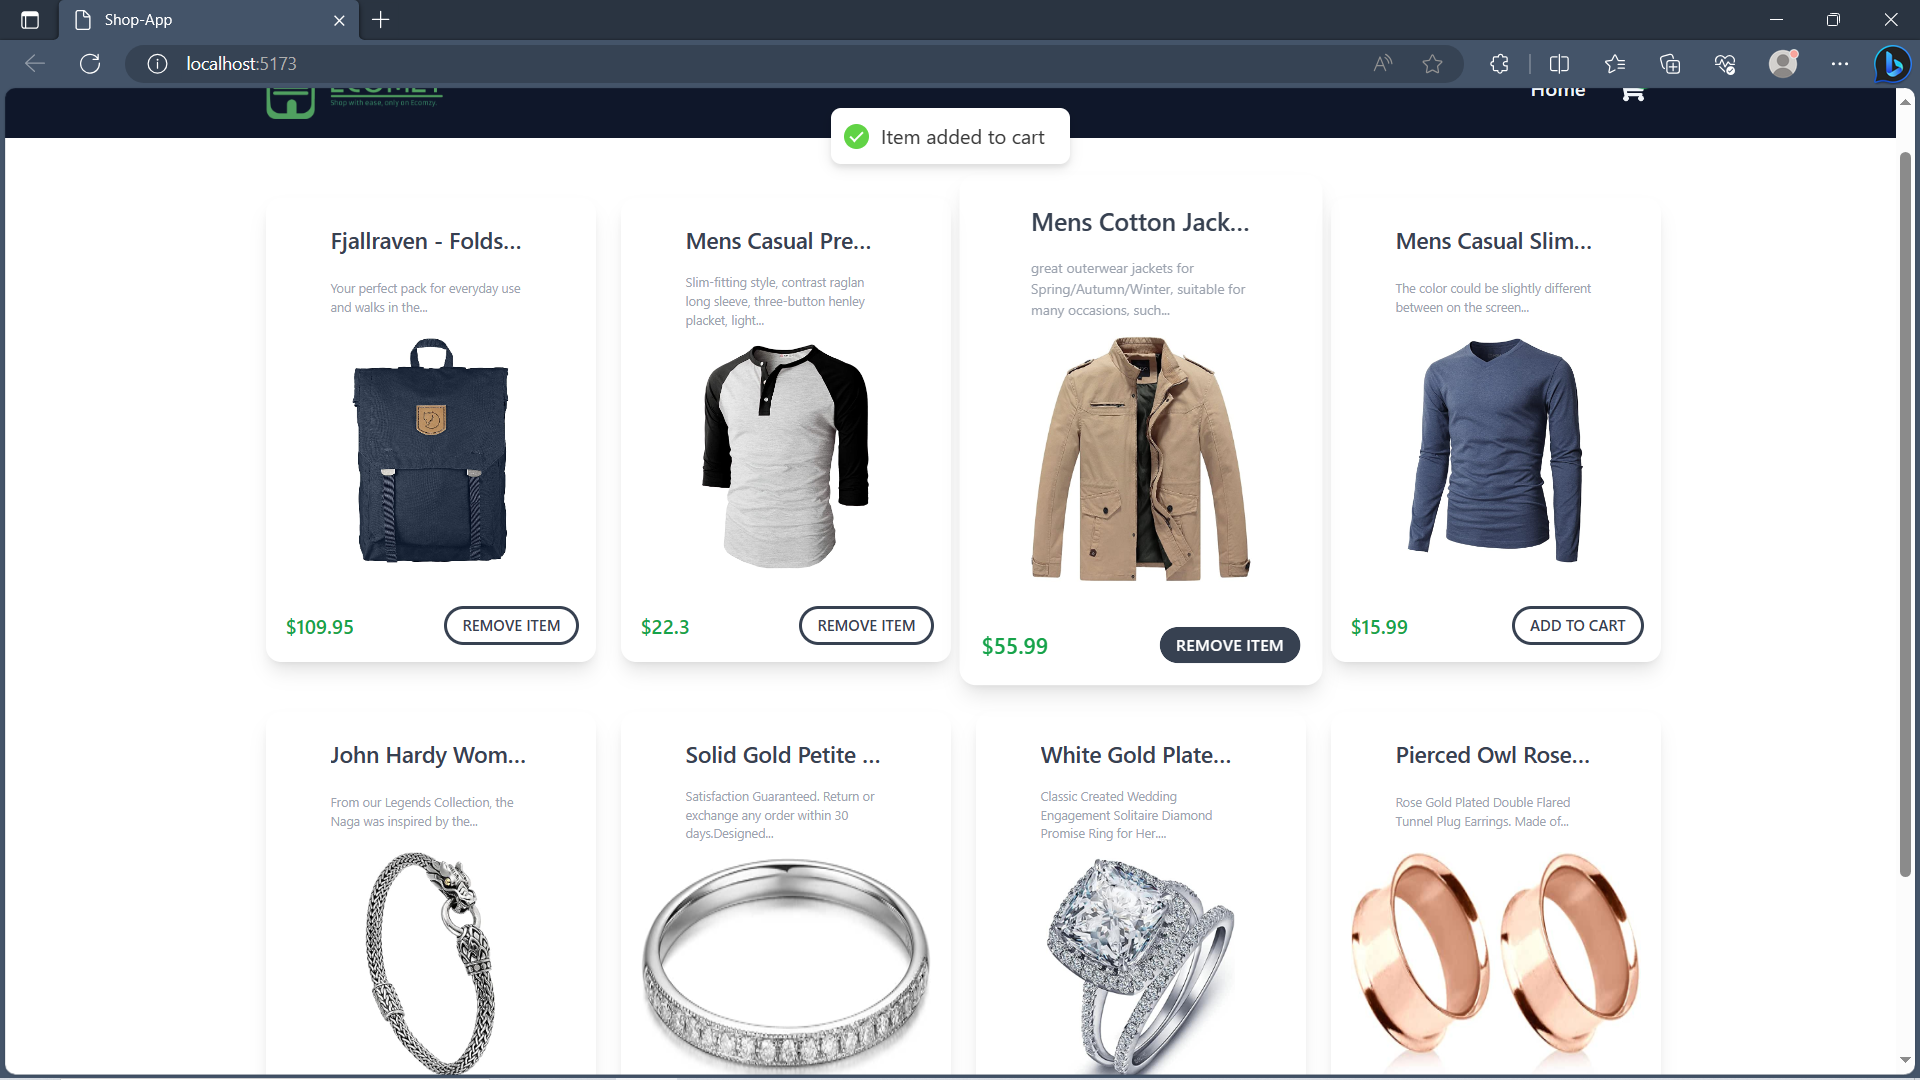 Shop-App
localhost:5173
ECOMZY
Shop with ease, only on Ecomzy.
Home
Item added to cart
Fjallraven - Folds...
Your perfect pack for everyday use
and walks in the...
$109.95
REMOVE ITEM
Mens Casual Pre...
Slim-fitting style, contrast raglan
long sleeve, three-button henley
placket, light...
$22.3
REMOVE ITEM
Mens Cotton Jack...
great outerwear jackets for
Spring/Autumn/Winter, suitable for
many occasions, such...
$55.99
REMOVE ITEM
Mens Casual Slim...
The color could be slightly different
between on the screen...
$15.99
ADD TO CART
John Hardy Wom...
From our Legends Collection, the
Naga was inspired by the...
Solid Gold Petite ...
Satisfaction Guaranteed. Return or
exchange any order within 30
days.Designed...
White Gold Plate...
Classic Created Wedding
Engagement Solitaire Diamond
Promise Ring for Her....
Pierced Owl Rose...
Rose Gold Plated Double Flared
Tunnel Plug Earrings. Made of...